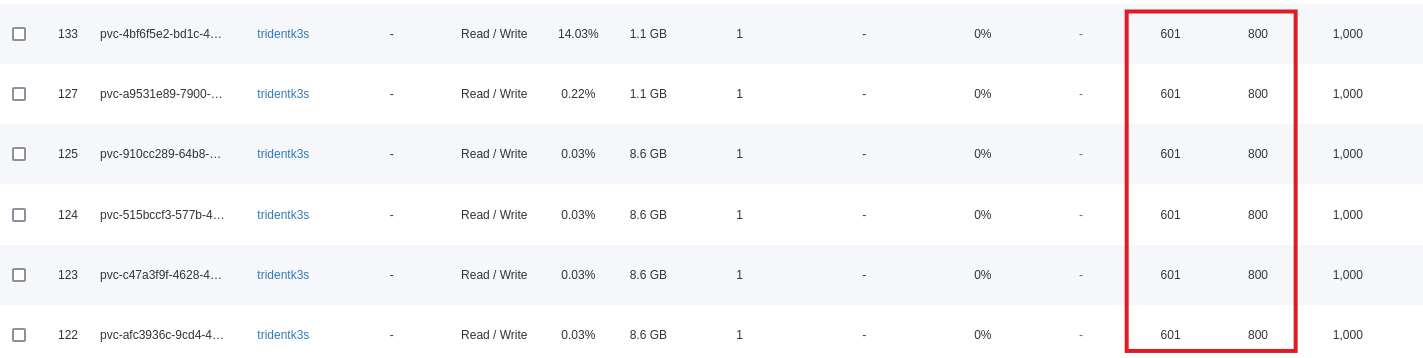 133 pvc-4bf6f5e2-bd1c-4... tridentk3s - Read / Write 14.03% 1.1 GB 1 - 0% - 601 800 1,000
127 pvc-a9531e89-7900-... tridentk3s - Read / Write 0.22% 1.1 GB 1 - 0% - 601 800 1,000
125 pvc-910cc289-64b8-... tridentk3s - Read / Write 0.03% 8.6 GB 1 - 0% - 601 800 1,000
124 pvc-515bccf3-577b-4... tridentk3s - Read / Write 0.03% 8.6 GB 1 - 0% - 601 800 1,000
123 pvc-c47a3f9f-4628-4... tridentk3s - Read / Write 0.03% 8.6 GB 1 - 0% - 601 800 1,000
122 pvc-afc3936c-9cd4-4... tridentk3s - Read / Write 0.03% 8.6 GB 1 - 0% - 601 800 1,000